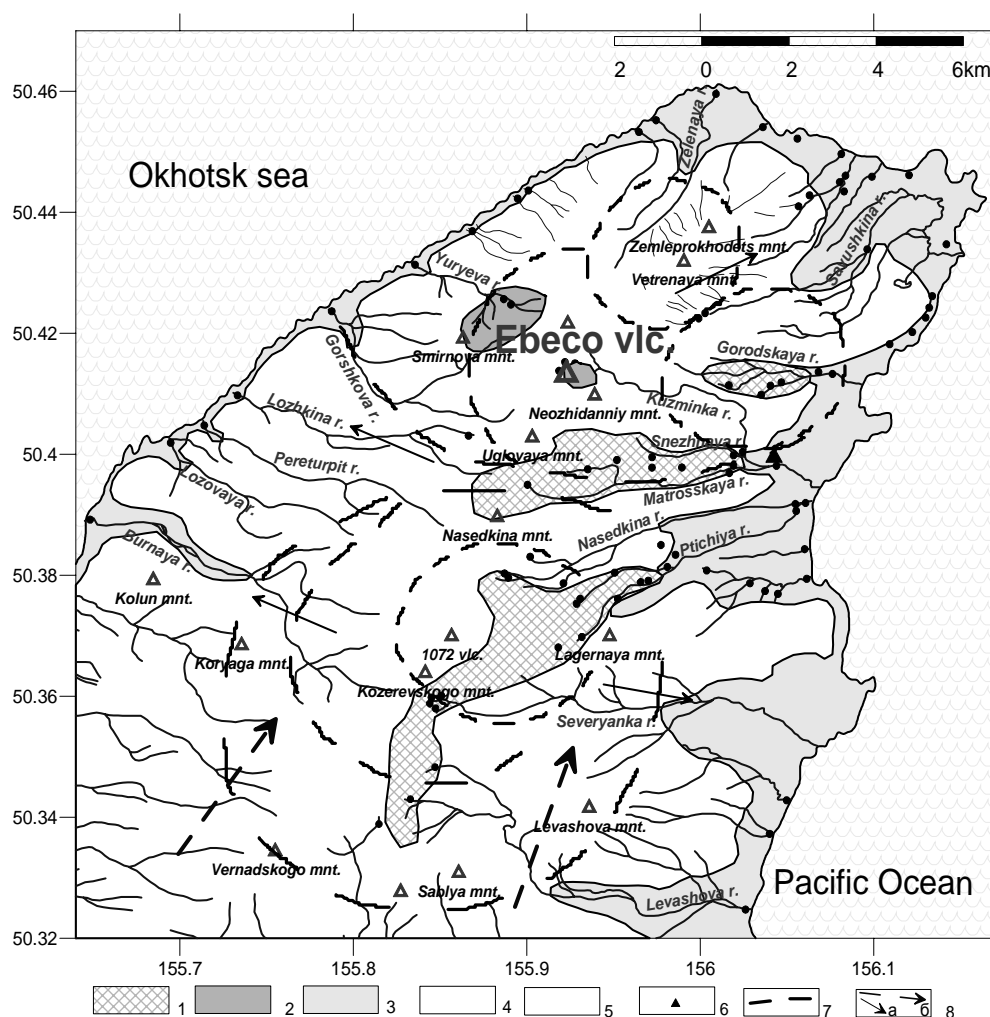 2 0 2 4 6km
50.46
Zelenaya r.
Okhotsk sea
50.44
Savushkina r.
Zemleprokhodets mnt.
Yuryeva r.
Vetrenaya mnt.
50.42
Ebeco vlc.
Smirnova mnt.
Gorodskaya r.
Gorshkova r.
Kuzminka r.
Lozhkina r.
Neozhidanniy mnt.
50.4
Uglovaya mnt.
Snezhnaya r.
Pereturpit r.
Matrosskaya r.
Lozovaya r.
Nasedkina mnt.
Nasedkina r.
Ptichiya r.
Burnaya r.
50.38
Kolun mnt.
Koryaga mnt.
1072 vlc.
Lagernaya mnt.
50.36
Kozerevskogo mnt.
Severyanka r.
50.34
Levashova mnt.
Vernadskogo mnt.
Sablya mnt.
Pacific Ocean
Levashova r.
50.32
155.7 155.8 155.9 156 156.1
1 2 3 4 5 6 7 а б 8